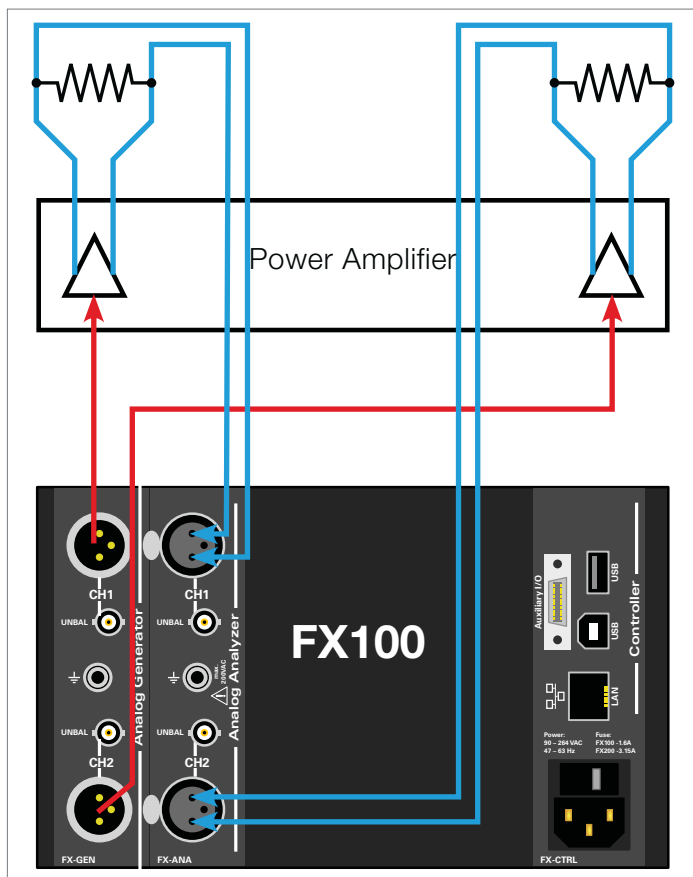 Power Amplifier
CH1
UNBAL
UNBAL
CH2
FX-GEN
Analog Generator
CH1
UNBAL
max.
200VAC
UNBAL
CH2
FX-ANA
Analog Analyzer
FX100
Auxiliary I/O
USB
USB
LAN
Controller
Power:
90 – 264 VAC
47 – 63 Hz
Fuse:
FX100 -1.6A
FX200 -3.15A
FX-CTRL